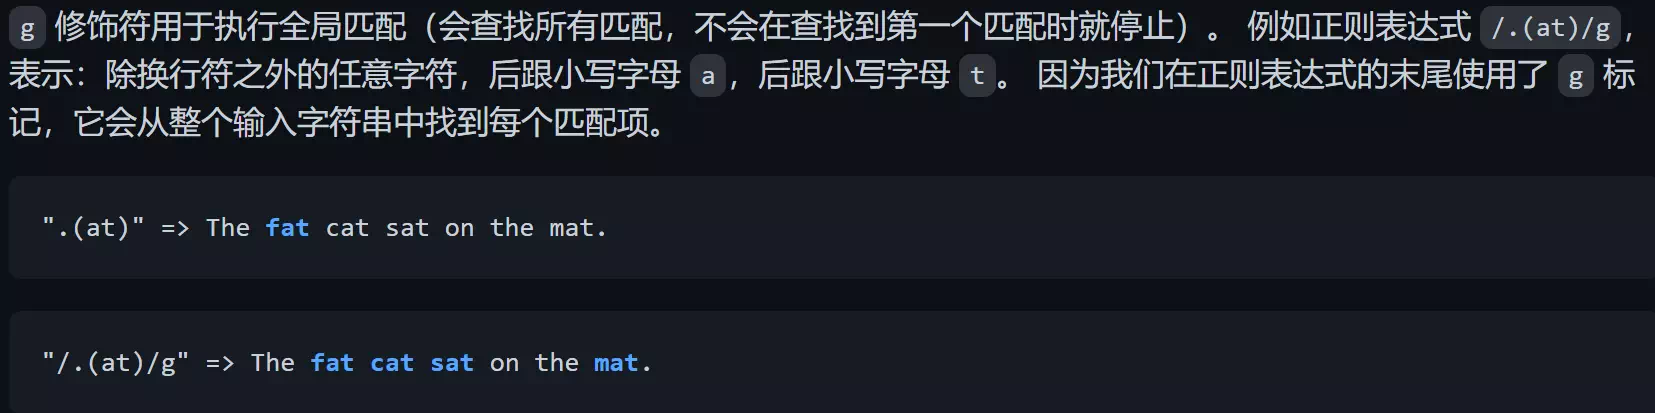 g 修饰符用于执行全局匹配（会查找所有匹配，不会在查找到第一个匹配时就停止）。 例如正则表达式 /.(at)/g，
表示：除换行符之外的任意字符，后跟小写字母 a，后跟小写字母 t。 因为我们在正则表达式的末尾使用了 g 标
记，它会从整个输入字符串中找到每个匹配项。
".(at)" => The fat cat sat on the mat.
"/.(at)/g" => The fat cat sat on the mat.